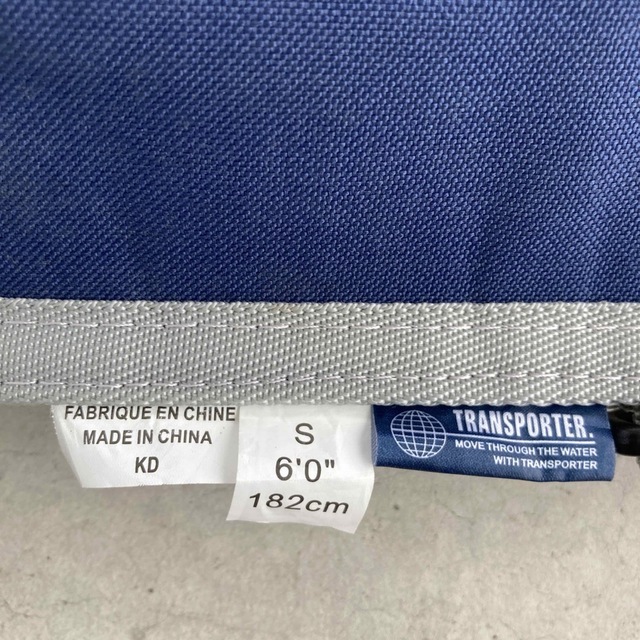 FABRIQUE EN CHINE
MADE IN CHINA
KD
S
6'0"
182cm
TRANSPORTER.
MOVE THROUGH THE WATER
WITH TRANSPORTER